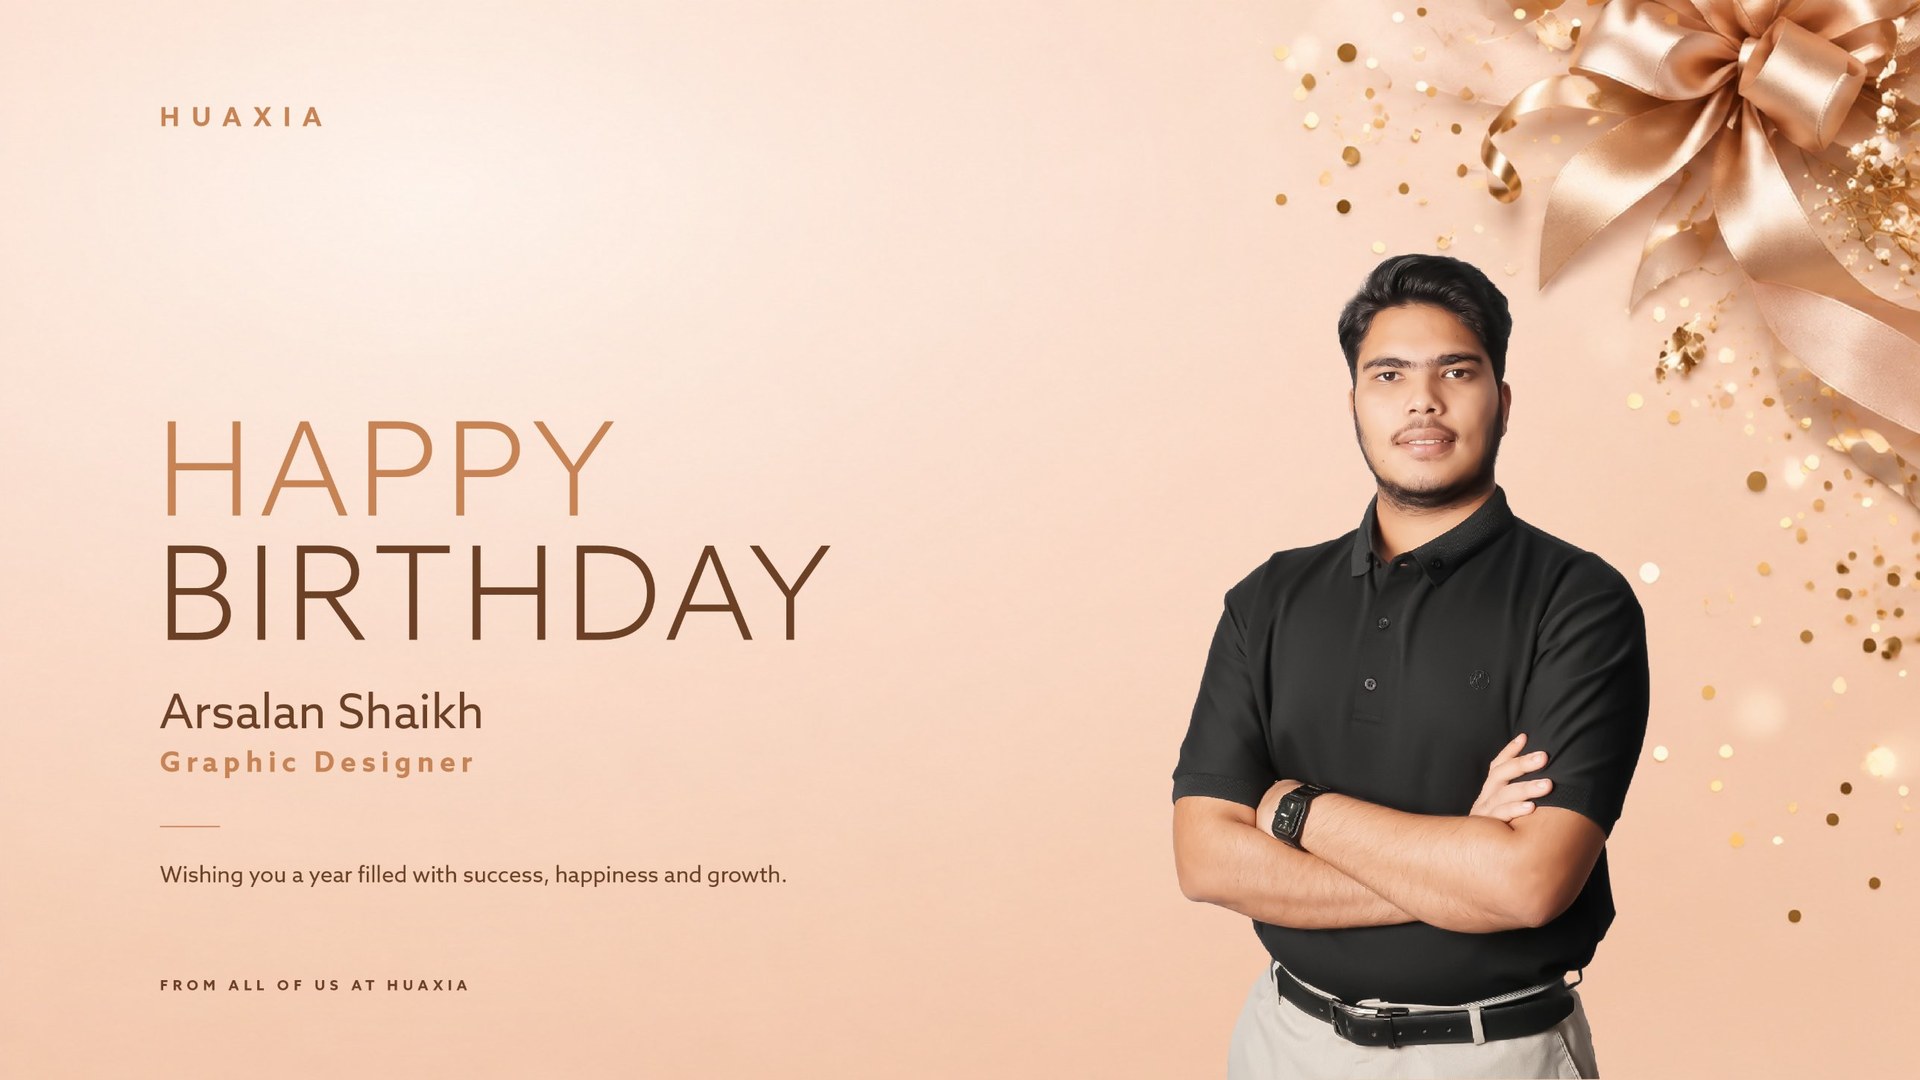 HUAXIA
HAPPY
BIRTHDAY
Arsalan Shaikh
Graphic Designer
Wishing you a year filled with success, happiness and growth.
FROM ALL OF US AT HUAXIA